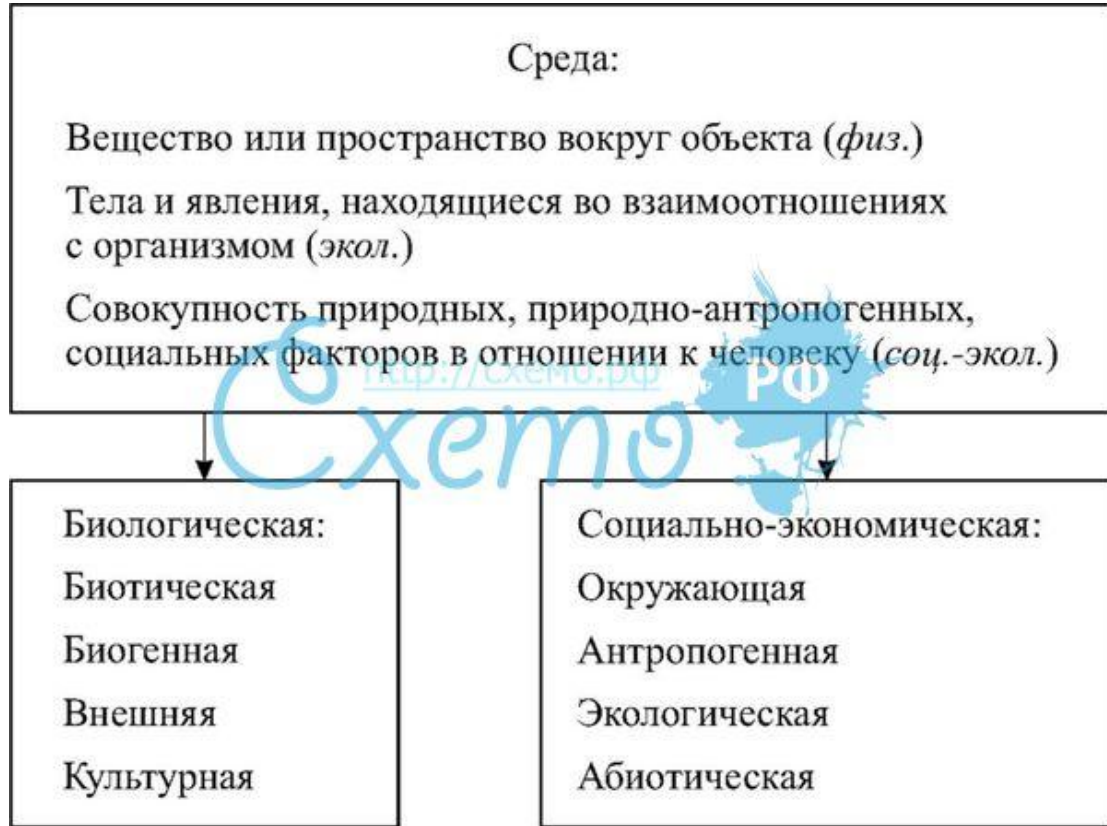 Среда:
Вещество или пространство вокруг объекта (физ.)
Тела и явления, находящиеся во взаимоотношениях
с организмом (экол.)
Совокупность природных, природно-антропогенных,
социальных факторов в отношении к человеку (соц.-экол.)
http://схемо.рф
Схемо РФ
Биологическая:
Биотическая
Биогенная
Внешняя
Культурная
Социально-экономическая:
Окружающая
Антропогенная
Экологическая
Абиотическая